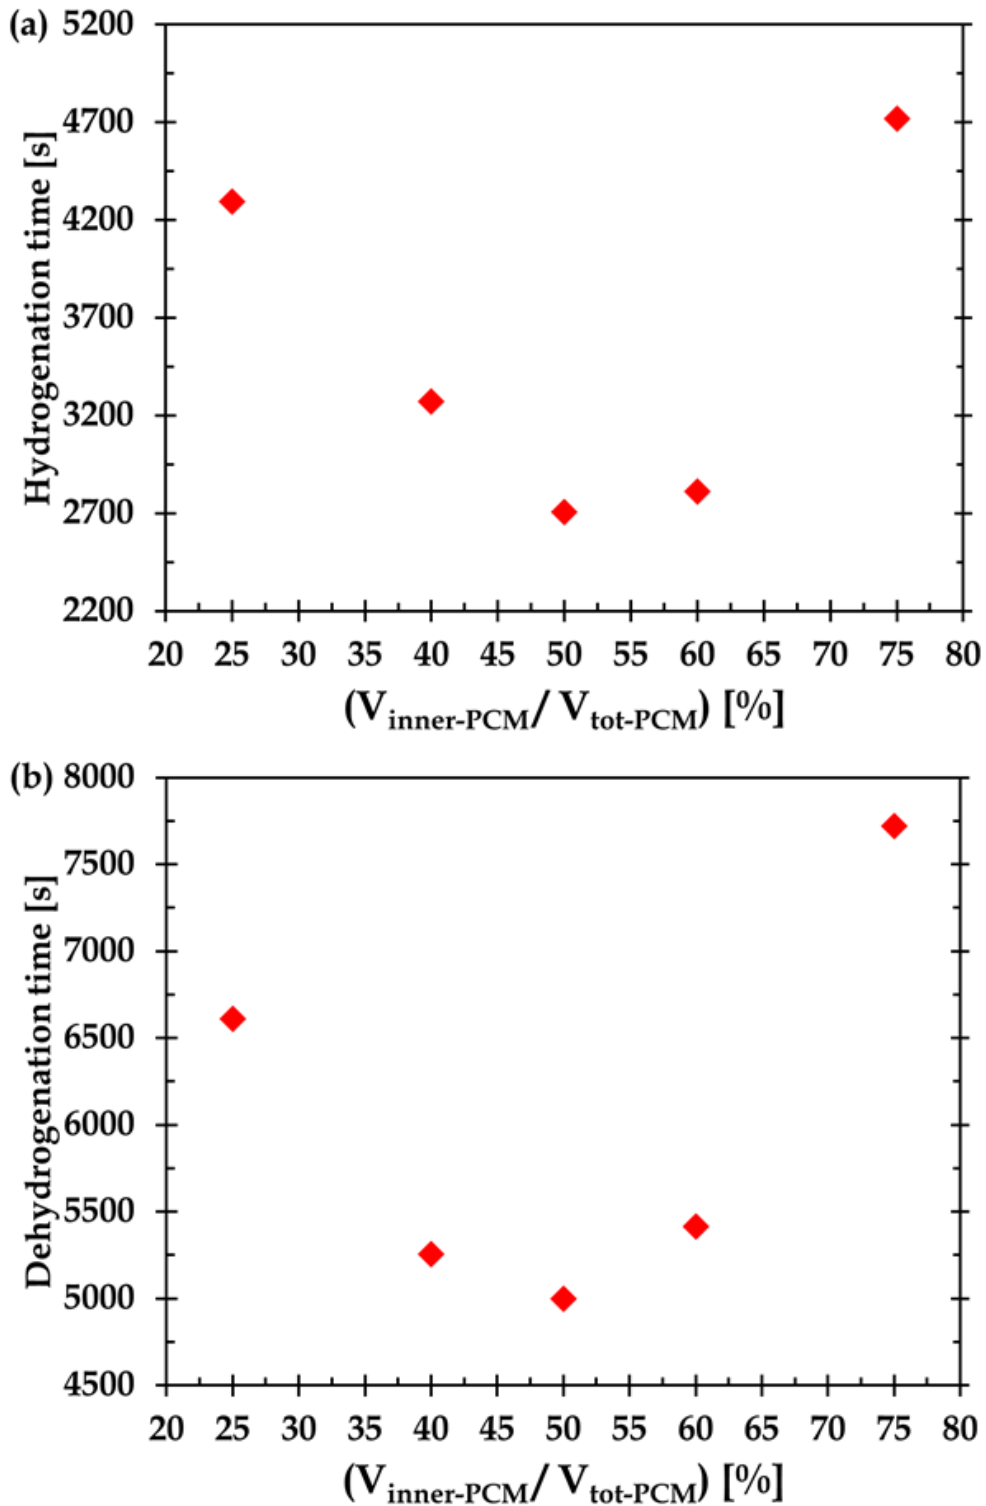 (a)
5200
4700
4200
3700
3200
2700
2200
Hydrogenation time [s]
20 25 30 35 40 45 50 55 60 65 70 75 80
(Vinner-PCM/ Vtot-PCM) [%]
(b)
8000
7500
7000
6500
6000
5500
5000
4500
Dehydrogenation time [s]
20 25 30 35 40 45 50 55 60 65 70 75 80
(Vinner-PCM/ Vtot-PCM) [%]